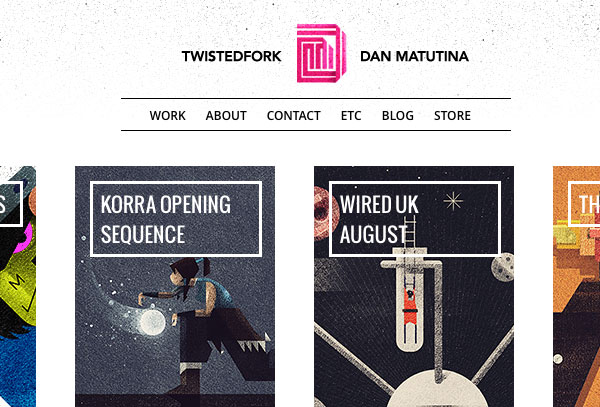 TWISTEDFORK DAN MATUTINA
WORK ABOUT CONTACT ETC BLOG STORE
S
KORRA OPENING
SEQUENCE
WIRED UK
AUGUST
TH